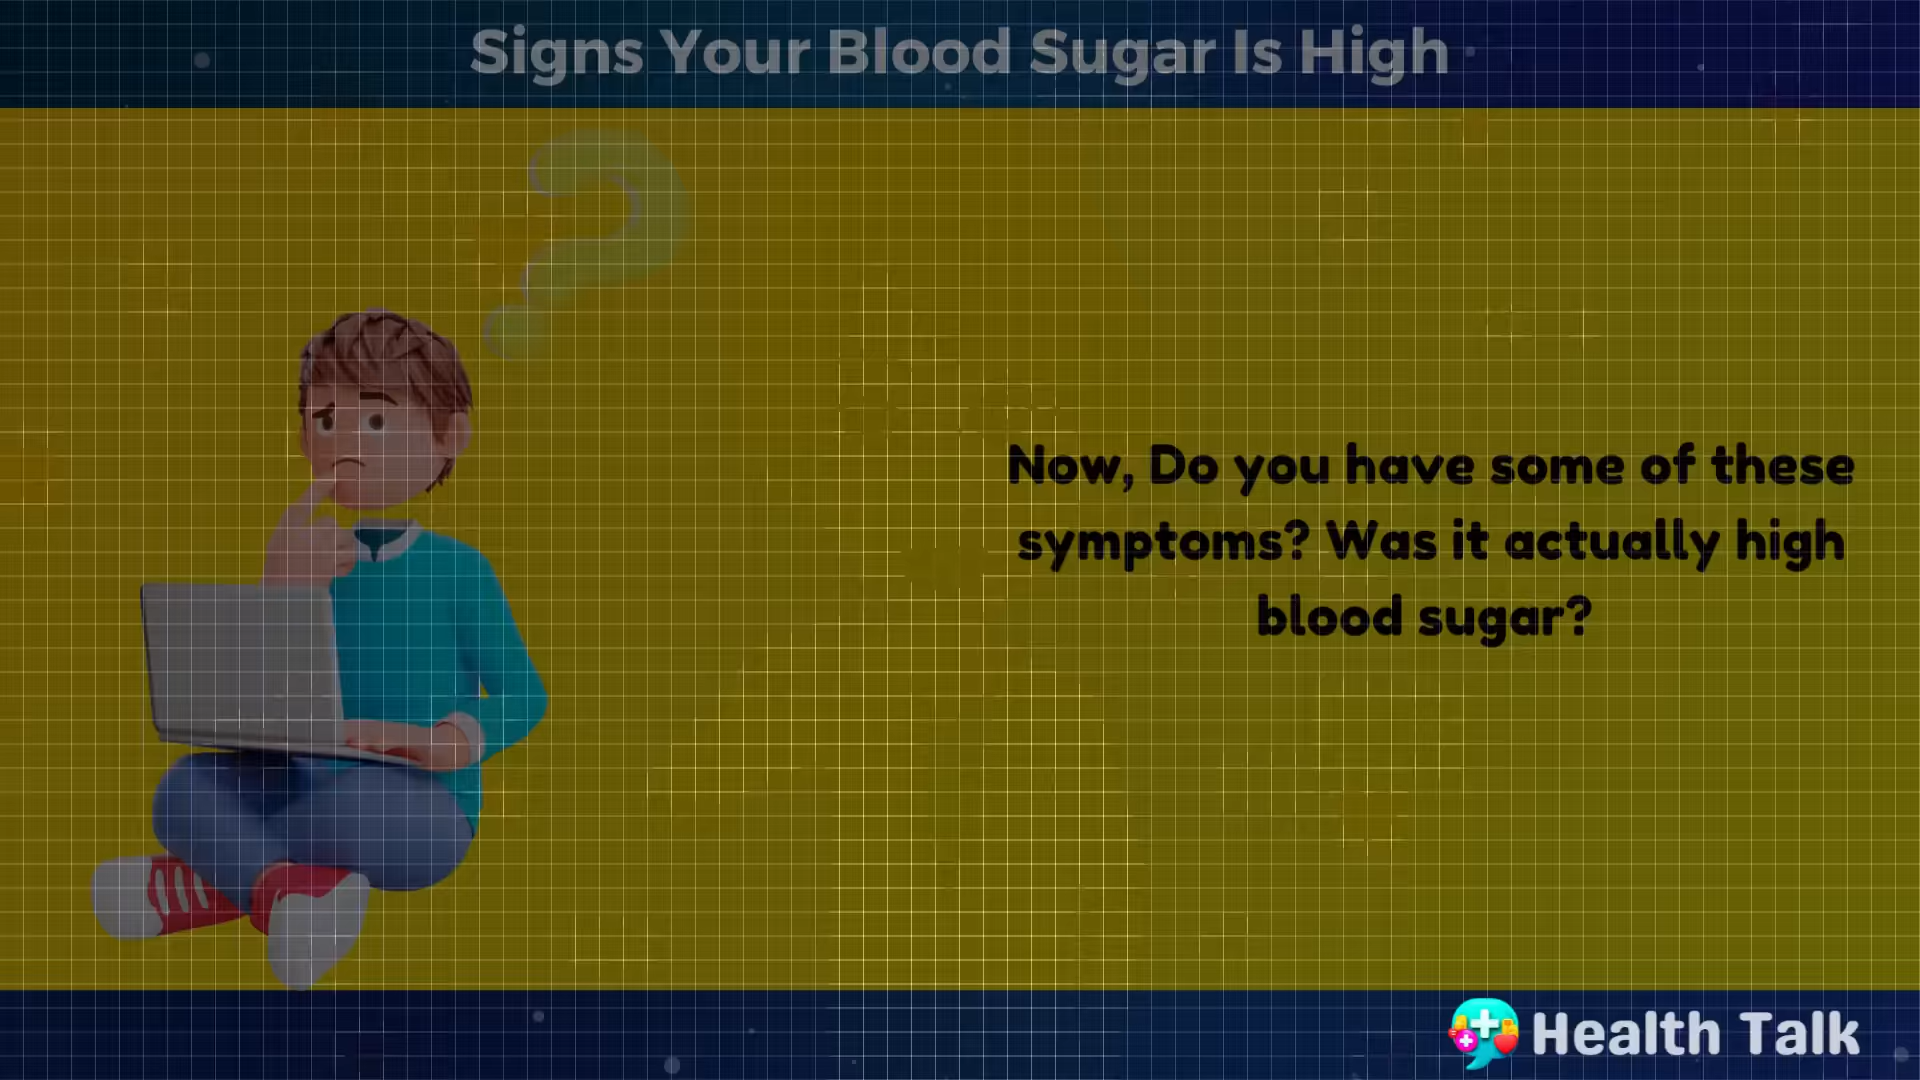 Signs Your Blood Sugar Is High
Now, Do you have some of these
symptoms? Was it actually high
blood sugar?
Health Talk